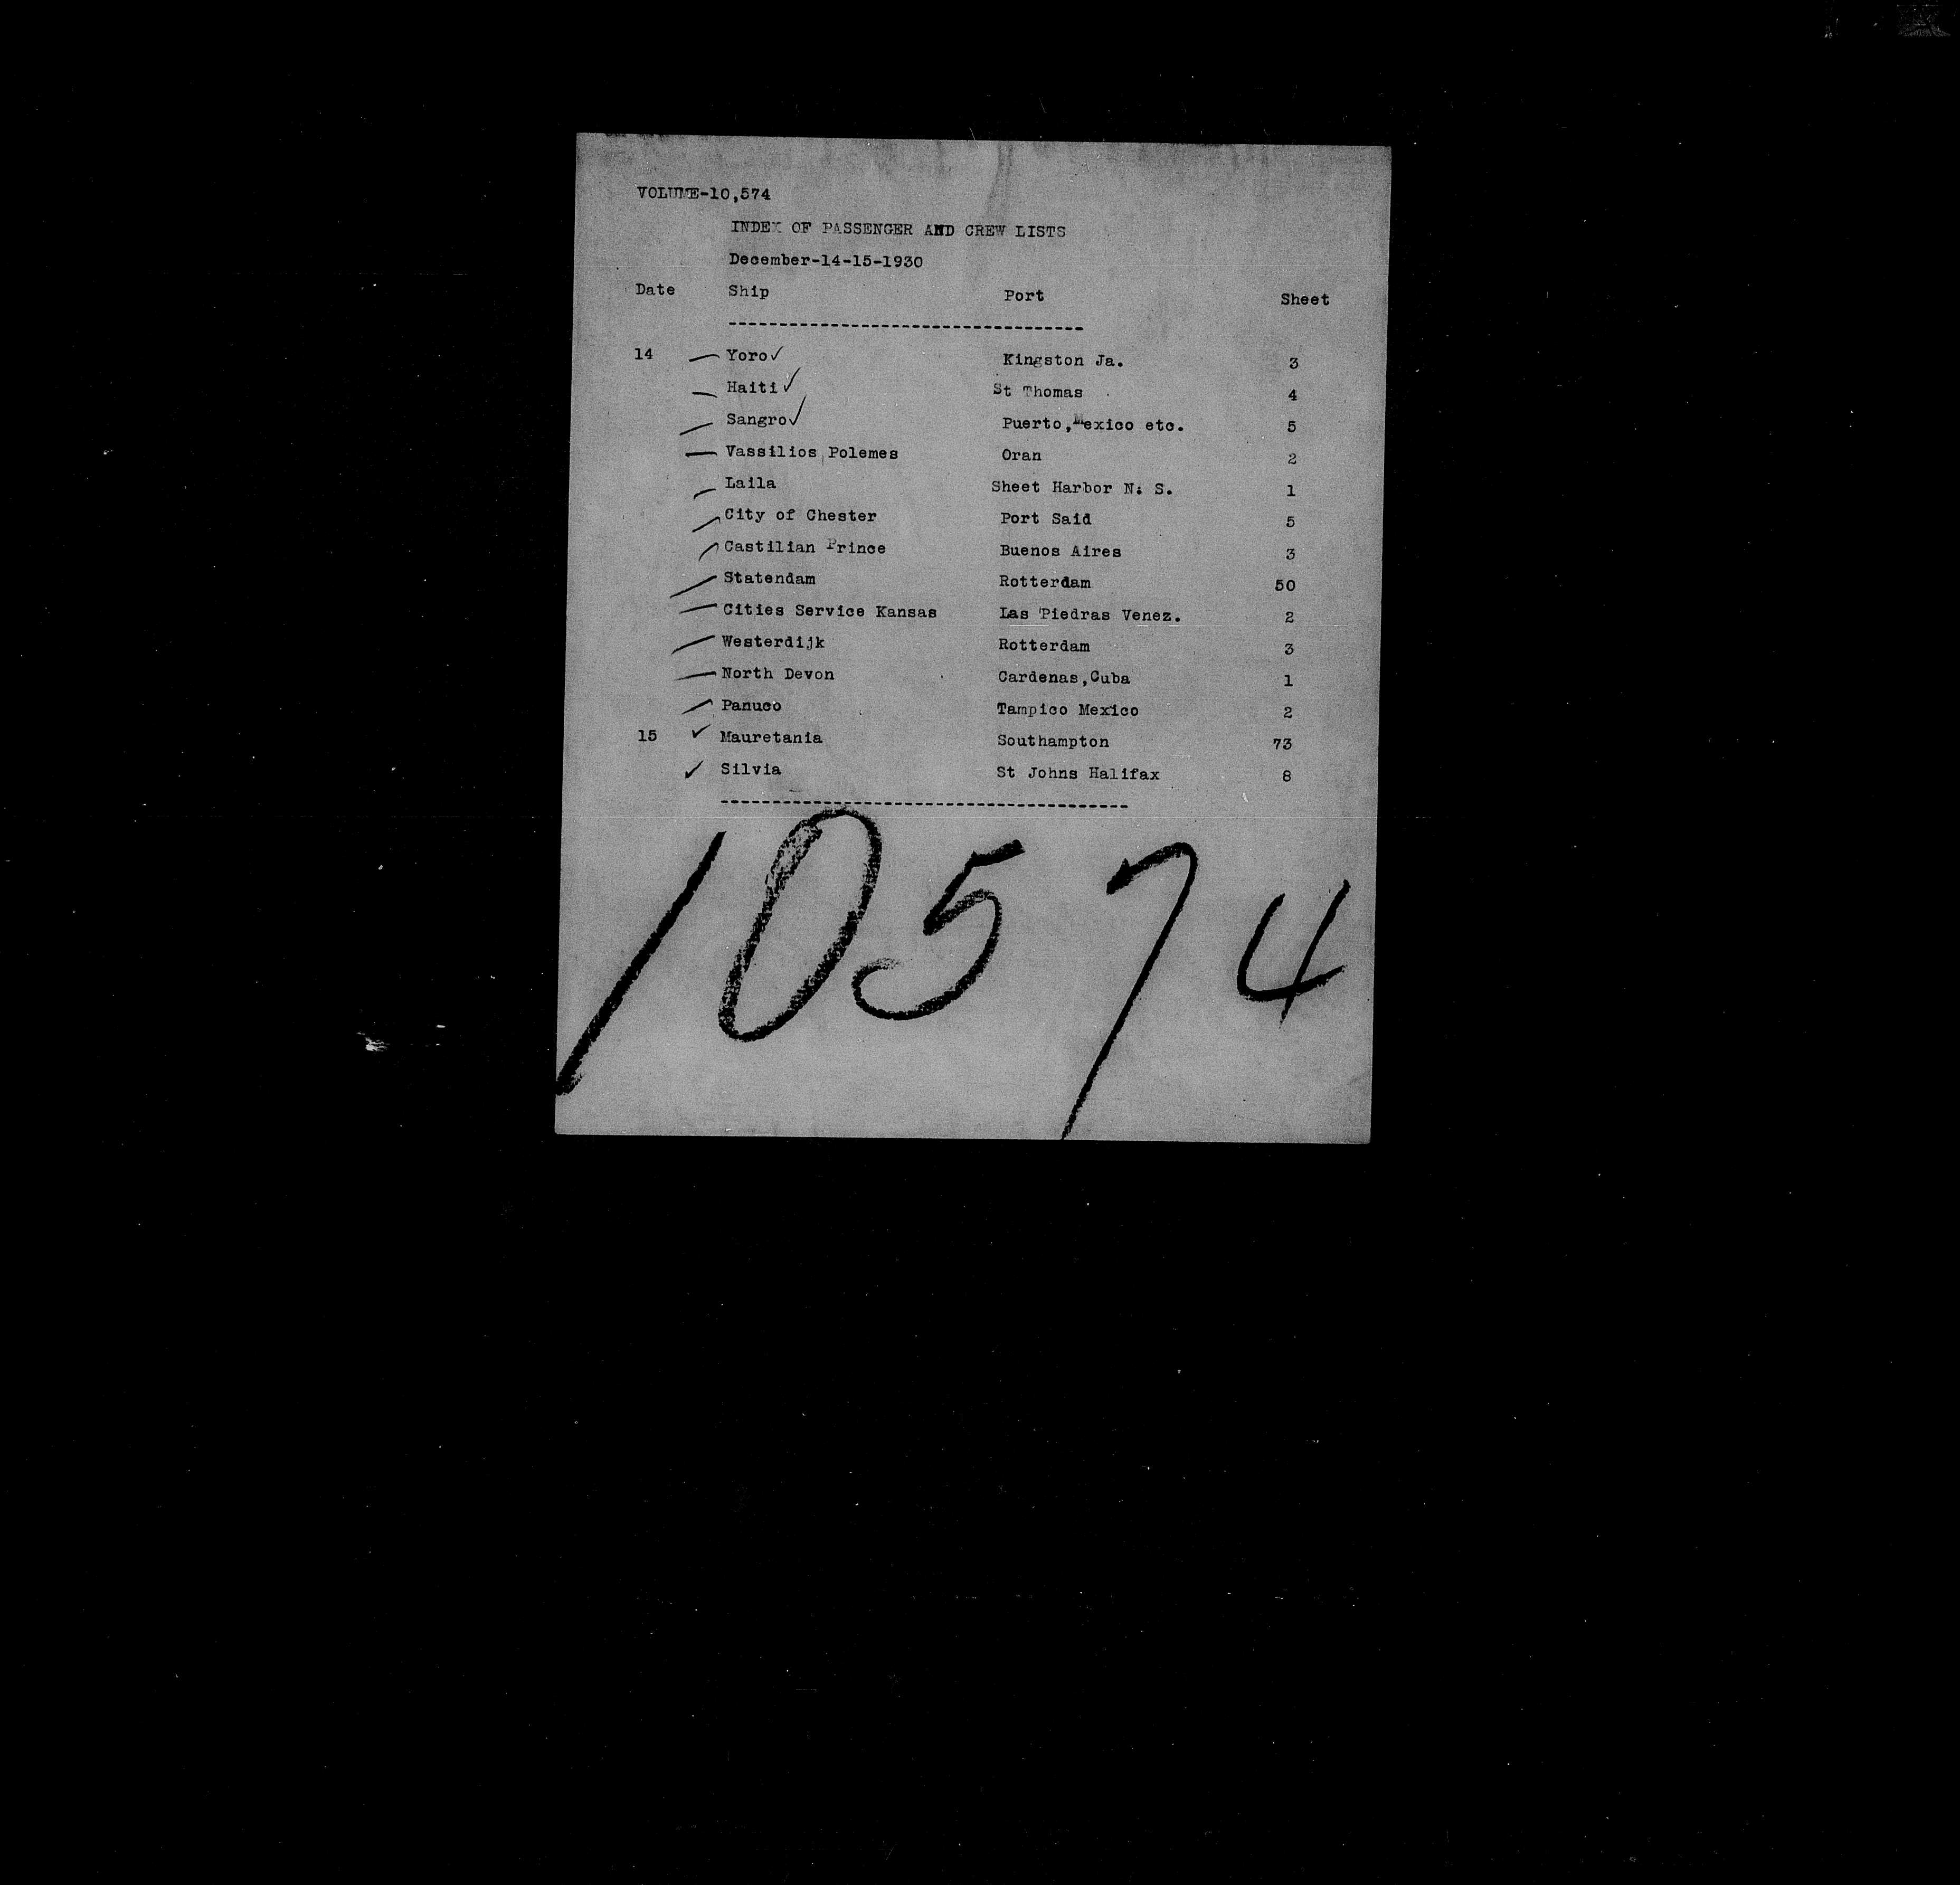 VOLUME-10,574
INDEX OF PASSENGER AND CREW LISTS
December-14-15-1930
Date Ship Port Sheet
-----------------------------------
14 — Yoro✓ Kingston Ja. 3
— Haiti✓ St Thomas 4
— Sangro✓ Puerto,Mexico etc. 5
— Vassilios Polemes Oran 2
— Laila Sheet Harbor N. S. 1
— City of Chester Port Said 5
— Castilian Prince Buenos Aires 3
— Statendam Rotterdam 50
— Cities Service Kansas Las Piedras Venez. 2
— Westerdijk Rotterdam 3
— North Devon Cardenas,Cuba 1
— Panuco Tampico Mexico 2
15 ✓ Mauretania Southampton 73
✓ Silvia St Johns Halifax 8
----------------------------------------
10574